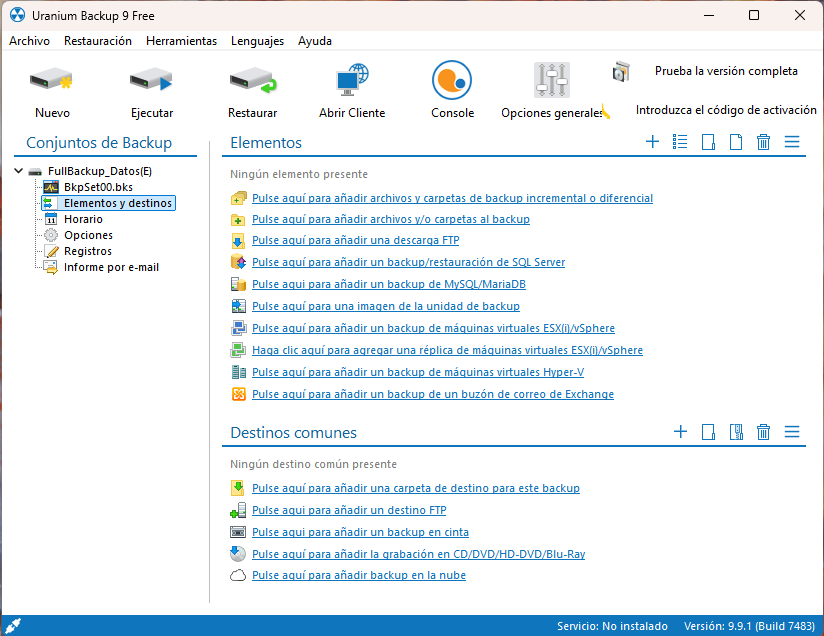 Uranium Backup 9 Free
Archivo Restauración Herramientas Lenguajes Ayuda
Nuevo Ejecutar Restaurar Abrir Cliente Console Opciones generales
Prueba la versión completa
Introduzca el código de activación
Conjuntos de Backup
FullBackup_Datos(E)
BkpSet00.bks
Elementos y destinos
11 Horario
Opciones
Registros
Informe por e-mail
Elementos
Ningún elemento presente
Pulse aquí para añadir archivos y carpetas de backup incremental o diferencial
Pulse aquí para añadir archivos y/o carpetas al backup
Pulse aquí para añadir una descarga FTP
Pulse aquí para añadir un backup/restauración de SQL Server
Pulse aqui para añadir un backup de MySQL/MariaDB
Pulse aqui para una imagen de la unidad de backup
Pulse aquí para añadir un backup de máquinas virtuales ESX(i)/vSphere
Haga clic aquí para agregar una réplica de máquinas virtuales ESX(i)/vSphere
Pulse aquí para añadir un backup de máquinas virtuales Hyper-V
Pulse aquí para añadir un backup de un buzón de correo de Exchange
Destinos comunes
Ningún destino común presente
Pulse aquí para añadir una carpeta de destino para este backup
Pulse aqui para añadir un destino FTP
Pulse aqui para añadir un backup en cinta
Pulse aquí para añadir la grabación en CD/DVD/HD-DVD/Blu-Ray
Pulse aquí para añadir backup en la nube
Servicio: No instalado Versión: 9.9.1 (Build 7483)